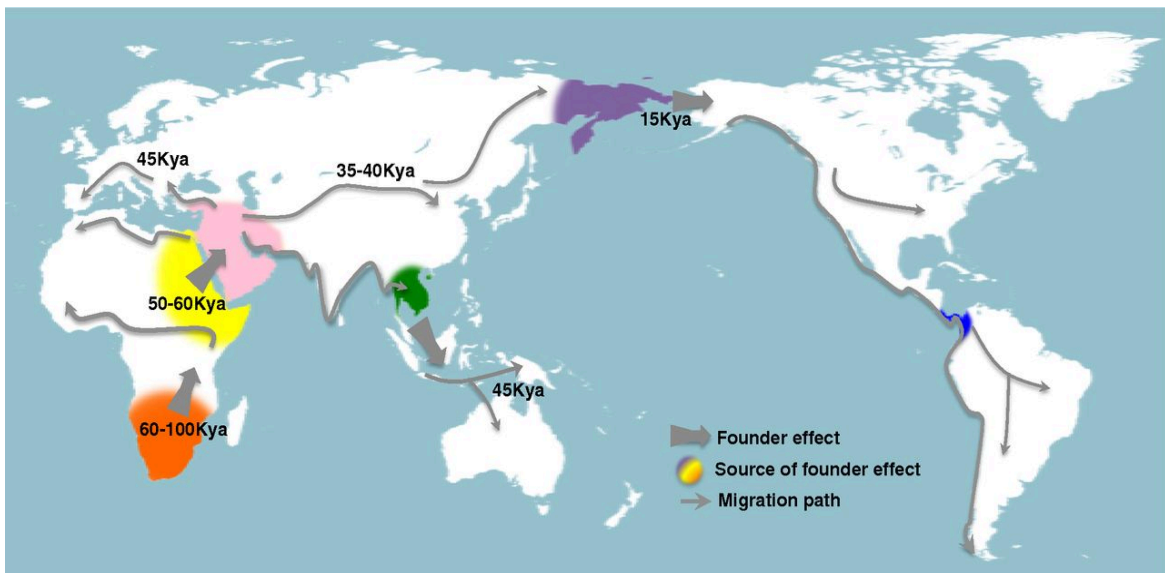 15Kya
45Kya
35-40Kya
50-60Kya
45Kya
60-100Kya
Founder effect
Source of founder effect
Migration path